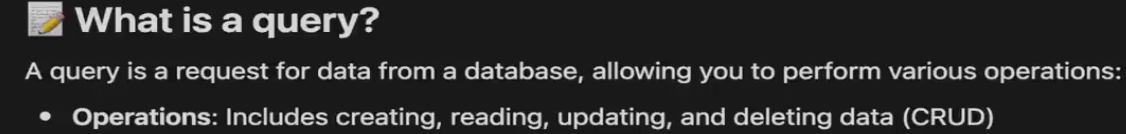 What is a query?
A query is a request for data from a database, allowing you to perform various operations:
• Operations: Includes creating, reading, updating, and deleting data (CRUD)